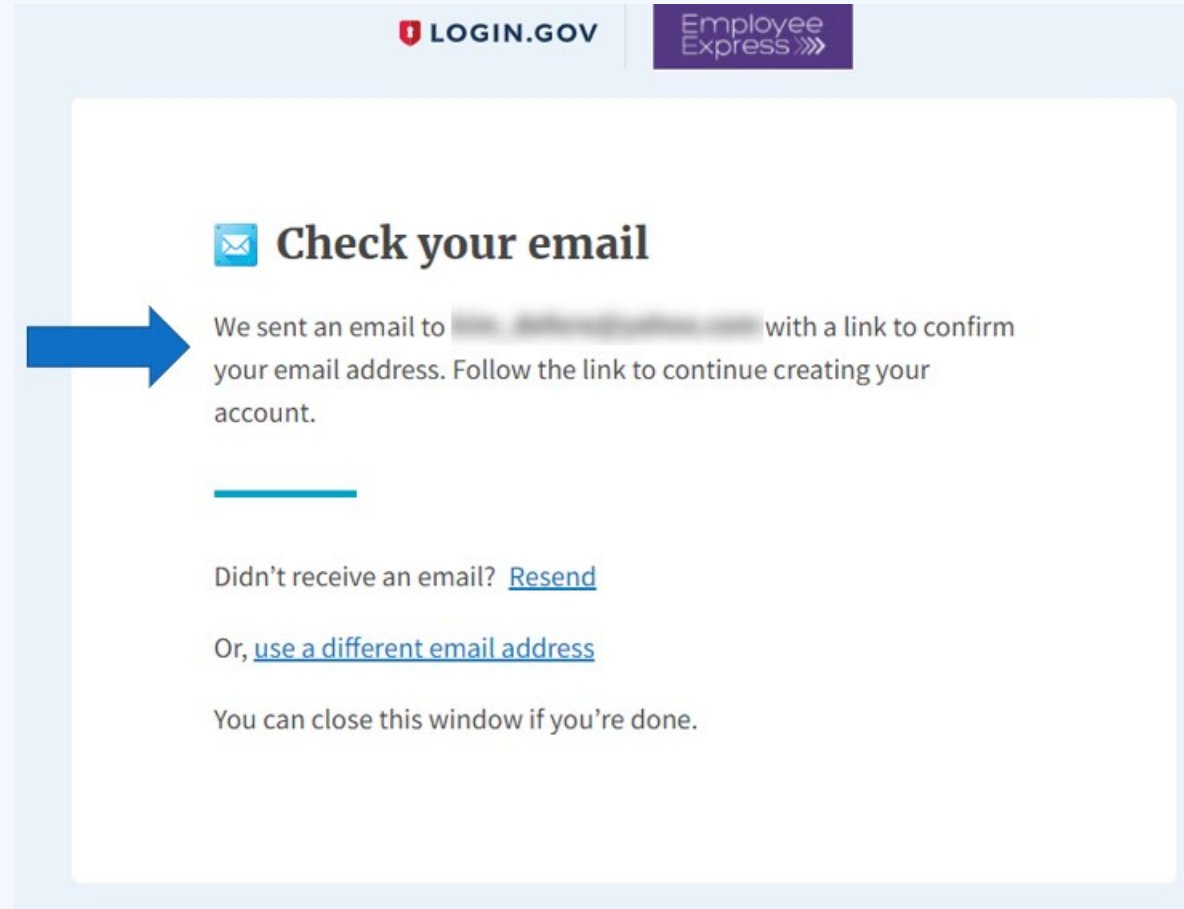 LOGIN.GOV
Employee
Express
Check your email
We sent an email to with a link to confirm
your email address. Follow the link to continue creating your
account.
Didn’t receive an email? Resend
Or, use a different email address
You can close this window if you’re done.